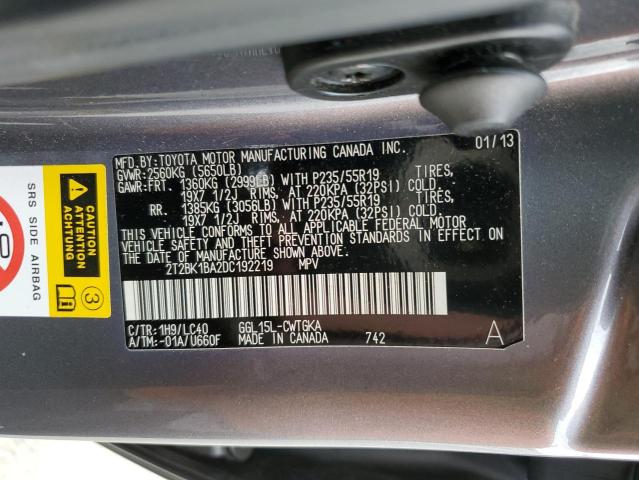 MFD.BY: TOYOTA MOTOR MANUFACTURING CANADA INC. 01/13
GVWR: 2560KG (5650LB)
GAWR: FRT. 1360KG (2999LB) WITH P235/55R19 TIRES,
19X 7 1/2J RIMS, AT 220KPA (32PSI) COLD.
RR. 1385KG (3056LB) WITH P235/55R19 TIRES,
19X7 1/2J RIMS, AT 220KPA (32PSI) COLD.
THIS VEHICLE CONFORMS TO ALL APPLICABLE FEDERAL MOTOR
VEHICLE SAFETY AND THEFT PREVENTION STANDARDS IN EFFECT ON
THE DATE OF MANUFACTURE SHOWN ABOVE.
2T2BK1BA2DC192219 MPV
C/TR: 1H9/LC40 GGL15L-CWTGKA
A/TM: -01A/U660F MADE IN CANADA 742 A
SRS SIDE AIRBAG
3